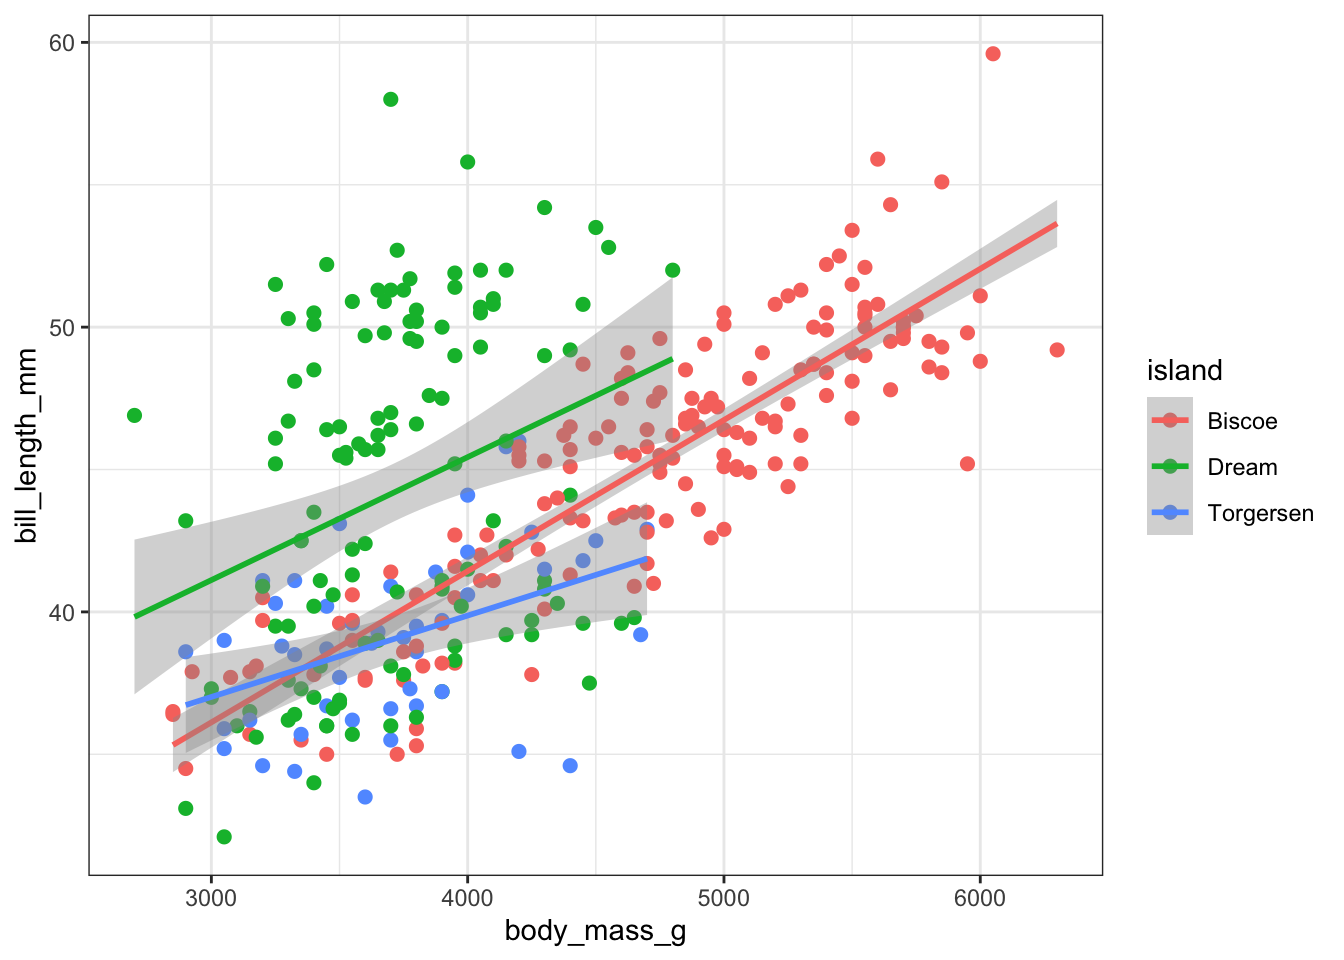 60
50
40
bill_length_mm
3000
4000
5000
6000
body_mass_g
island
Biscoe
Dream
Torgersen